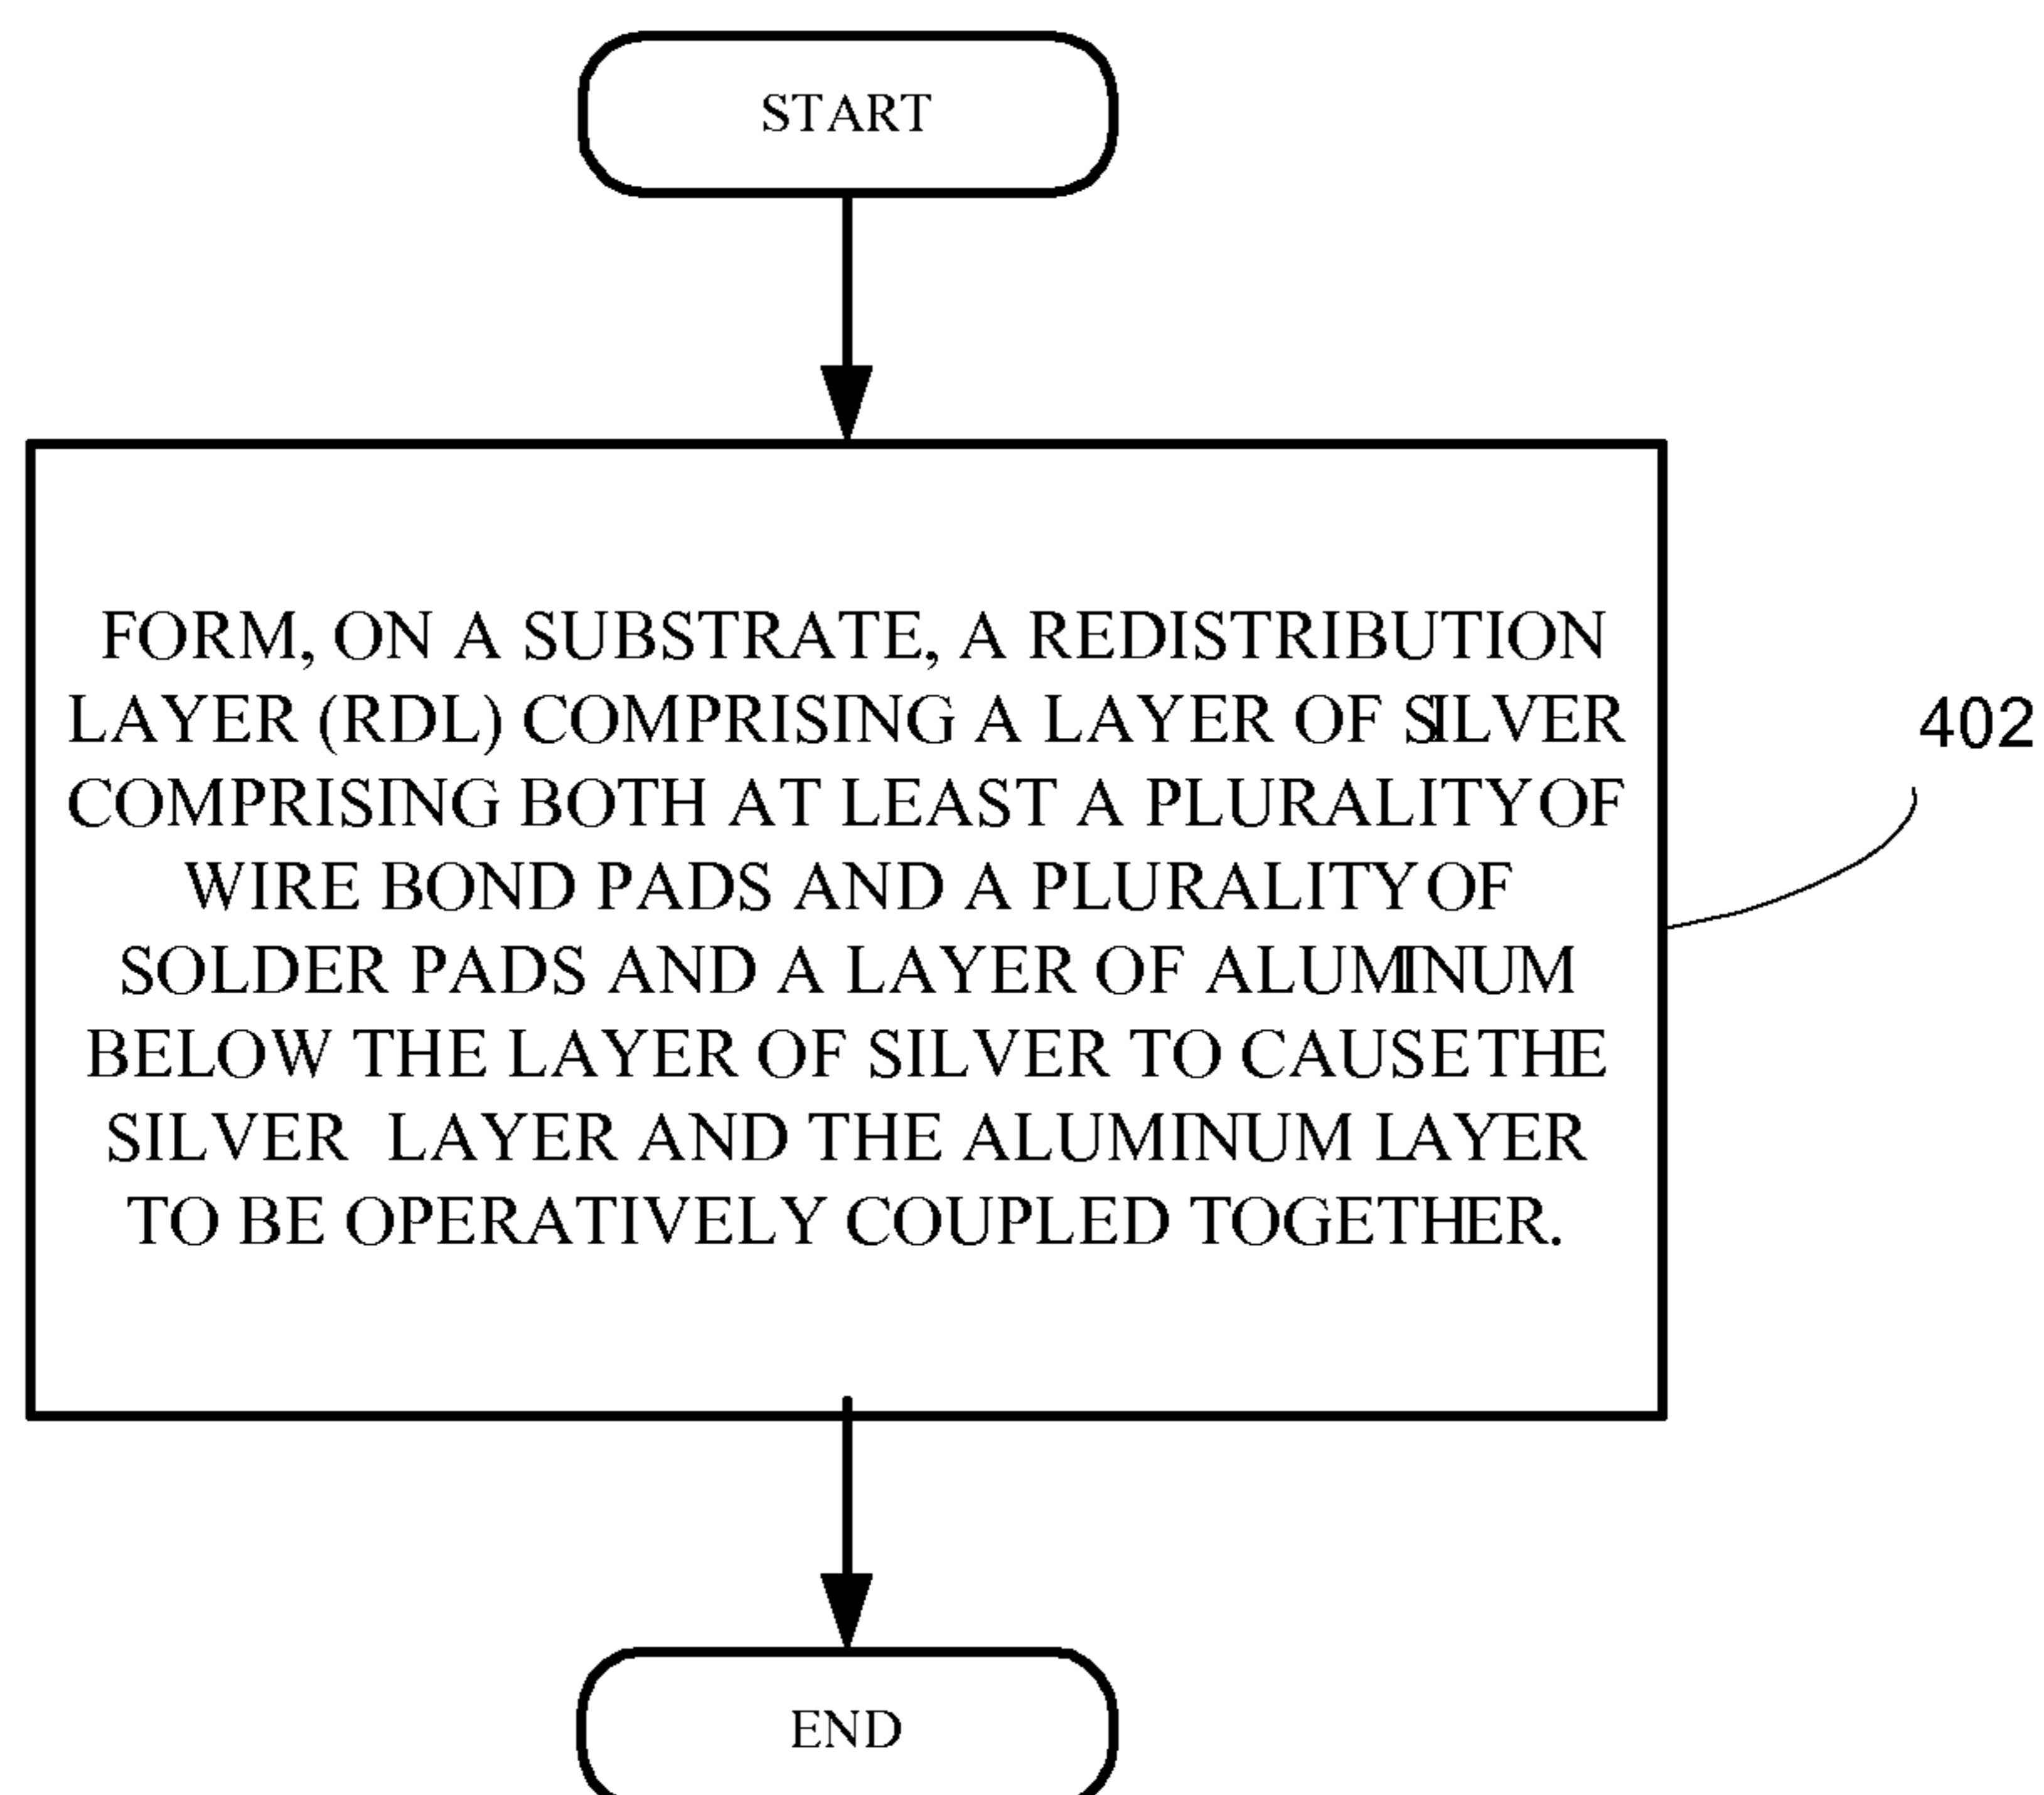 START
FORM, ON A SUBSTRATE, A REDISTRIBUTION
LAYER (RDL) COMPRISING A LAYER OF SILVER
COMPRISING BOTH AT LEAST A PLURALITY OF
WIRE BOND PADS AND A PLURALITY OF
SOLDER PADS AND A LAYER OF ALUMINUM
BELOW THE LAYER OF SILVER TO CAUSE THE
SILVER LAYER AND THE ALUMINUM LAYER
TO BE OPERATIVELY COUPLED TOGETHER.
402
END